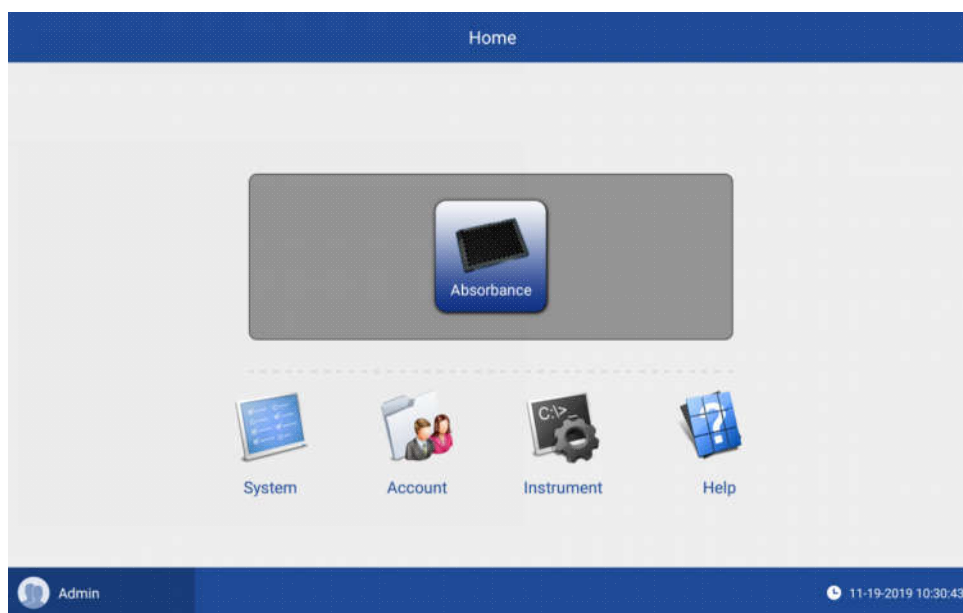 Home
Absorbance
C:\>_
System
Account
Instrument
Help
Admin
11-19-2019 10:30:43